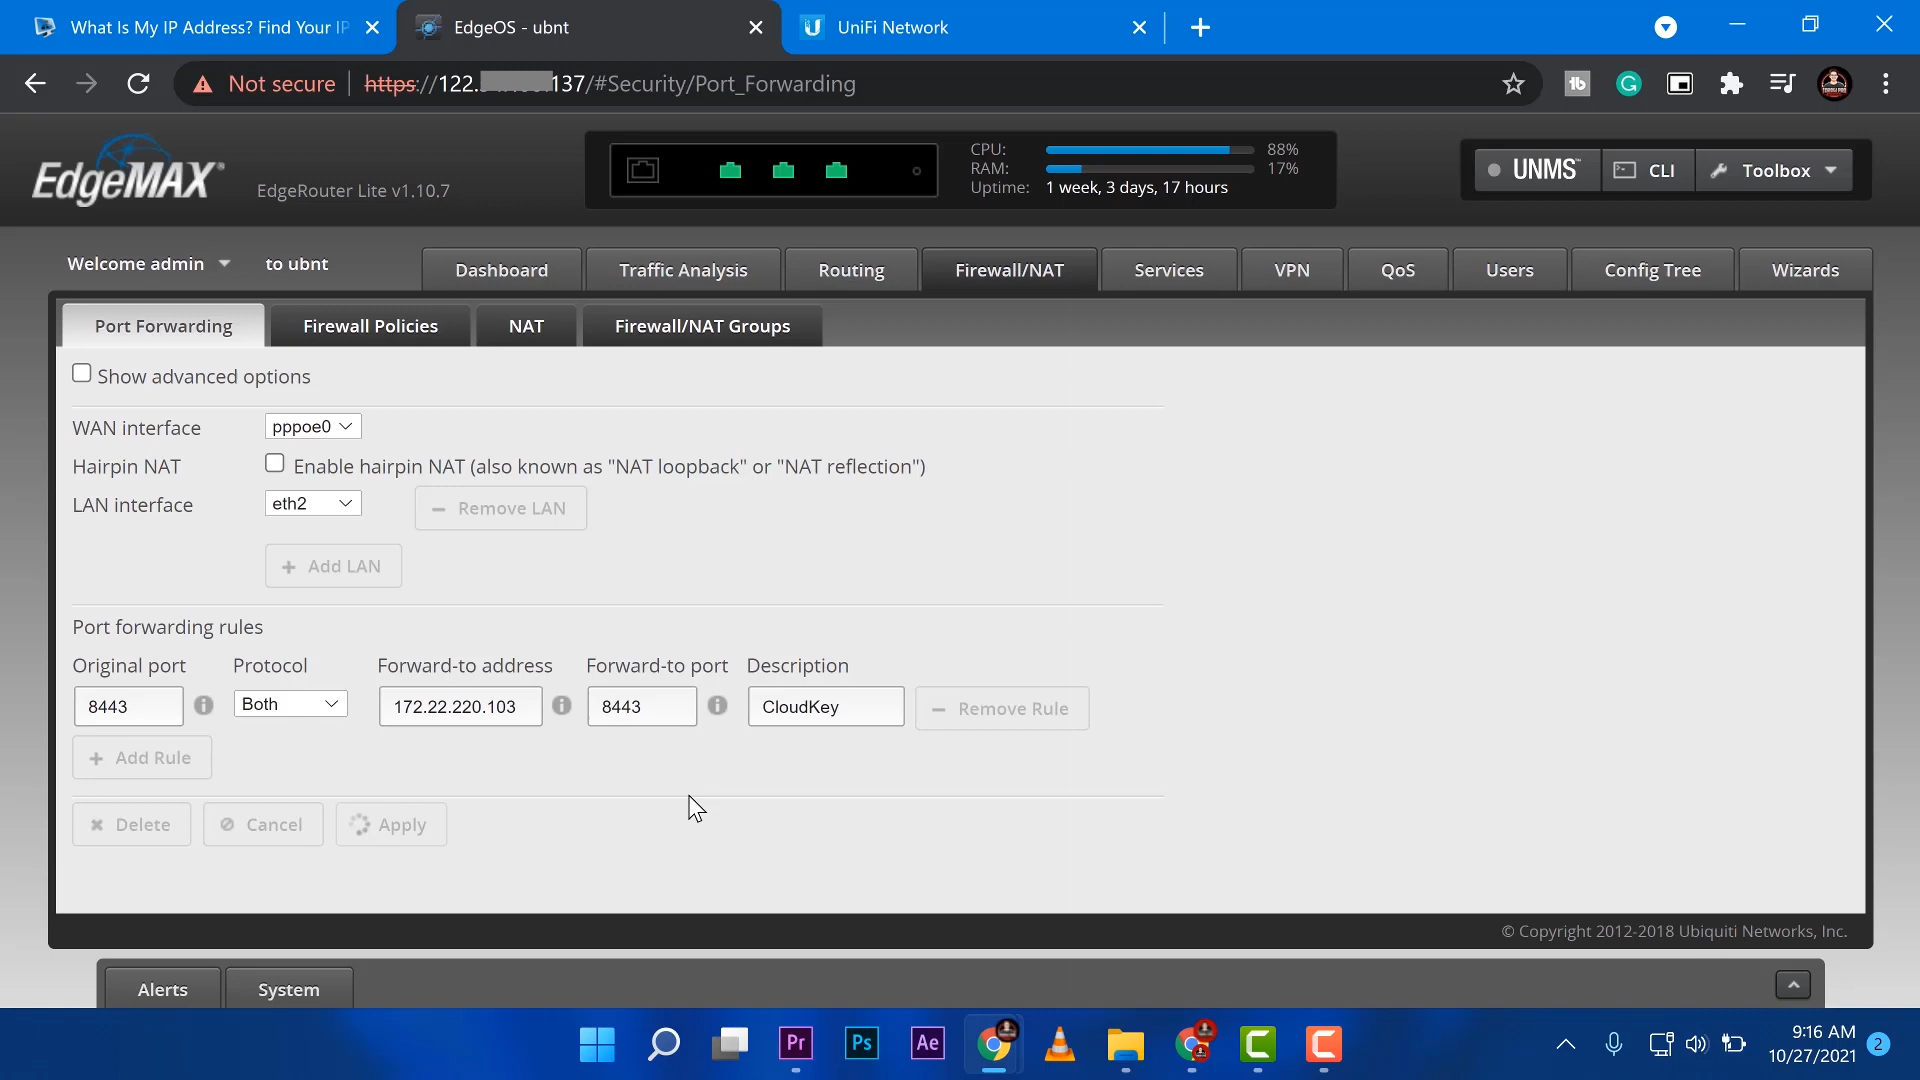 What Is My IP Address? Find Your IP
EdgeOS - ubnt
UniFi Network
Not secure
https://122.
137/#Security/Port_Forwarding
EdgeMAX
EdgeRouter Lite v1.10.7
CPU: 88%
RAM: 17%
Uptime: 1 week, 3 days, 17 hours
UNMS™
CLI
Toolbox
Welcome admin
to ubnt
Dashboard
Traffic Analysis
Routing
Firewall/NAT
Services
VPN
QoS
Users
Config Tree
Wizards
Port Forwarding
Firewall Policies
NAT
Firewall/NAT Groups
Show advanced options
WAN interface
pppoe0
Hairpin NAT
Enable hairpin NAT (also known as "NAT loopback" or "NAT reflection")
LAN interface
eth2
Remove LAN
+ Add LAN
Port forwarding rules
Original port
Protocol
Forward-to address
Forward-to port
Description
8443
Both
172.22.220.103
8443
CloudKey
Remove Rule
+ Add Rule
Delete
Cancel
Apply
© Copyright 2012-2018 Ubiquiti Networks, Inc.
Alerts
System
Pr
Ps
Ae
9:16 AM
10/27/2021
2